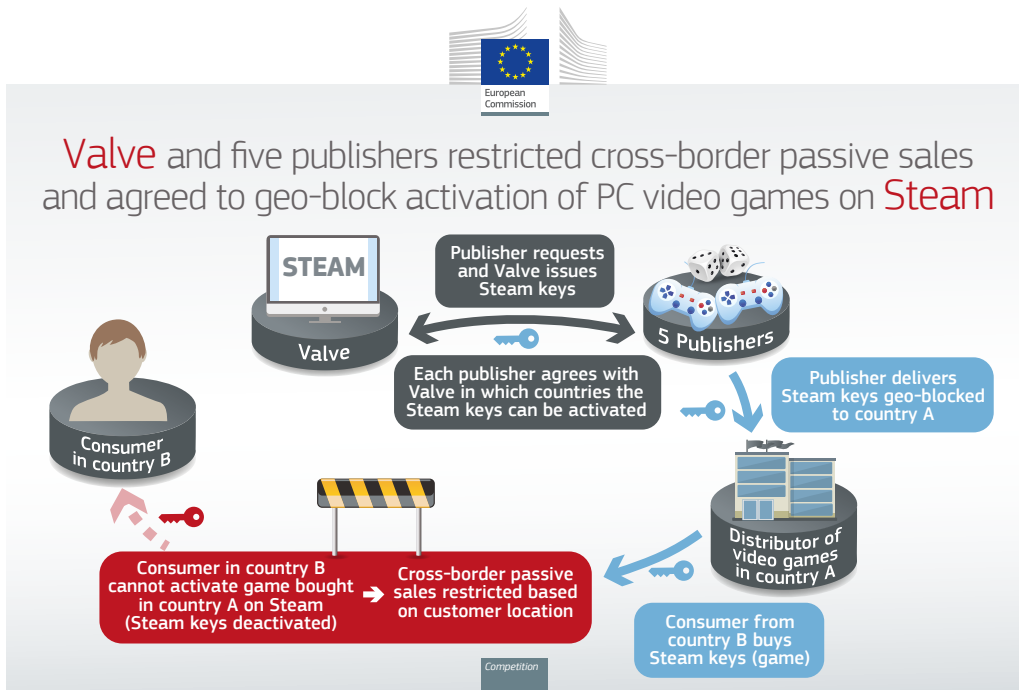 European
Commission
Valve and five publishers restricted cross-border passive sales
and agreed to geo-block activation of PC video games on Steam
STEAM
Valve
Publisher requests
and Valve issues
Steam keys
5 Publishers
Each publisher agrees with
Valve in which countries the
Steam keys can be activated
Publisher delivers
Steam keys geo-blocked
to country A
Consumer
in country B
Distributor of
video games
in country A
Consumer in country B
cannot activate game bought
in country A on Steam
(Steam keys deactivated)
Cross-border passive
sales restricted based
on customer location
Consumer from
country B buys
Steam keys (game)
Competition